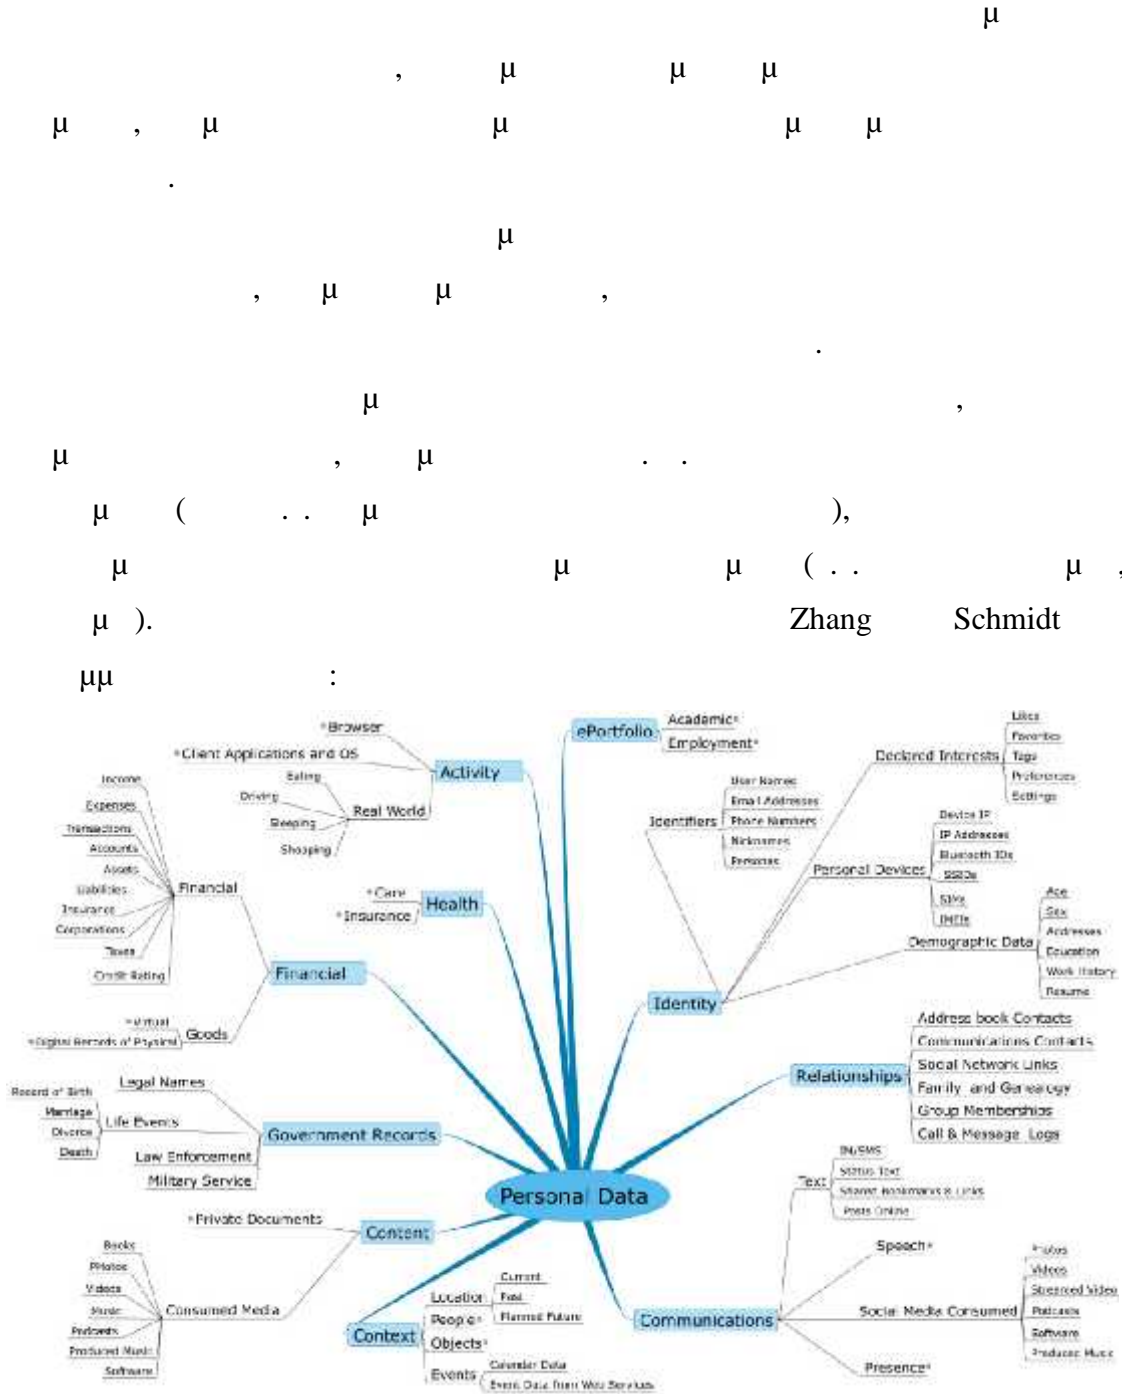 μ
, μ μ μ
μ , μ μ μ μ
.
μ
, μ μ ,
.
μ ,
μ , μ . .
μ ( .. μ ),
μ μ μ ( . . μ ,
μ ). Zhang Schmidt
μμ :
Personal Data
ePortfolio
Academic
Employment
Activity
Browser
Client Applications and OS
Real World
Eating
Driving
Sleeping
Shopping
Health
Care
Insurance
Financial
Financial
Income
Expenses
Transactions
Accounts
Assets
Liabilities
Insurance
Corporations
Taxes
Credit Rating
Goods
Virtual
Digital Records of Physical
Government Records
Legal Names
Life Events
Record of Birth
Marriage
Divorce
Death
Law Enforcement
Military Service
Content
Private Documents
Consumed Media
Books
Photos
Videos
Music
Podcasts
Produced Music
Software
Context
Location
Current
Past
Planned Future
People
Objects
Events
Calendar Data
Event Data from Web Services
Identity
Identifiers
User Names
Email Addresses
Phone Numbers
Nicknames
Personas
Declared Interests
Likes
Favorites
Tags
Preferences
Settings
Personal Devices
Device IP
IP Addresses
Bluetooth IDs
SSIDs
SIMs
IMEIs
Demographic Data
Age
Sex
Addresses
Education
Work History
Resume
Relationships
Address book Contacts
Communications Contacts
Social Network Links
Family and Genealogy
Group Memberships
Call & Message Logs
Communications
Text
IM/SMS
Status Text
Shared Bookmarks & Links
Posts Online
Speech
Social Media Consumed
Photos
Videos
Streamed Video
Podcasts
Software
Produced Music
Presence